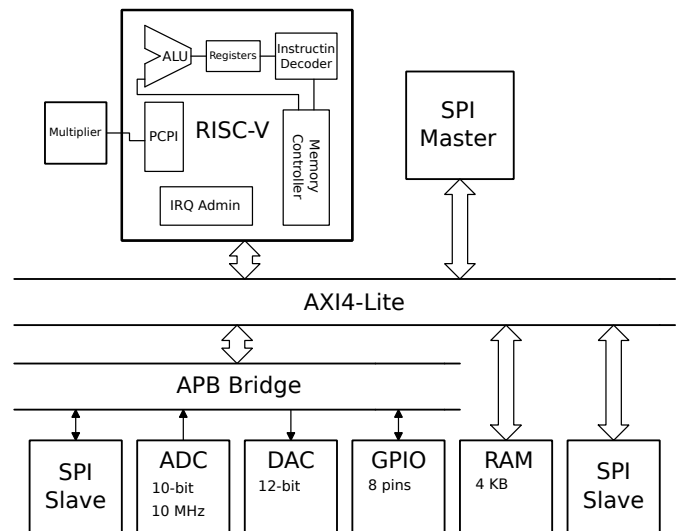 ALU
Registers
Instructin
Decoder
SPI
Master
Multiplier
PCPI
RISC-V
Memory
Controller
IRQ Admin
AXI4-Lite
APB Bridge
SPI
Slave
ADC
10-bit
10 MHz
DAC
12-bit
GPIO
8 pins
RAM
4 KB
SPI
Slave